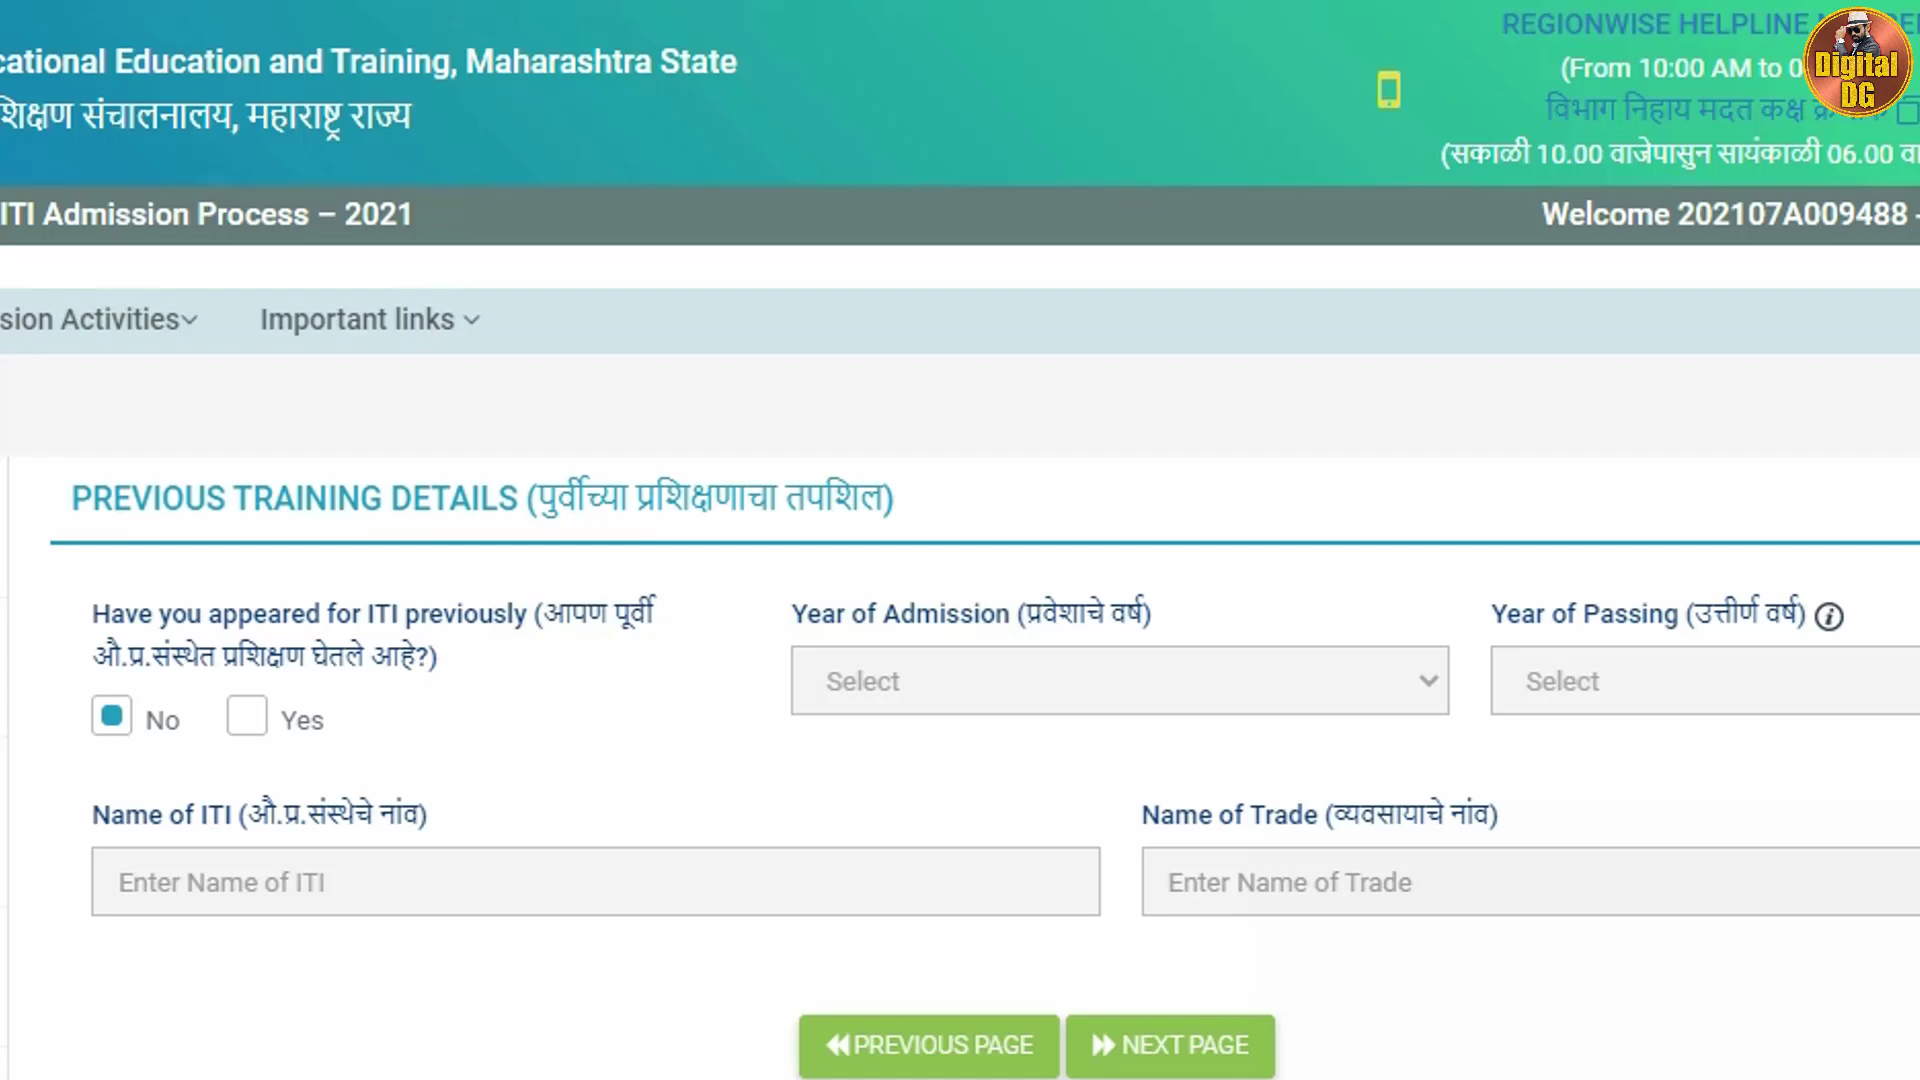 cational Education and Training, Maharashtra State
शिक्षण संचालनालय, महाराष्ट्र राज्य
REGIONWISE HELPLINE
(From 10:00 AM to 0
विभाग निहाय मदत कक्ष
(सकाळी 10.00 वाजेपासुन सायंकाळी 06.00 वा
Digital
DG
ITI Admission Process – 2021
Welcome 202107A009488 -
sion Activities
Important links
PREVIOUS TRAINING DETAILS (पुर्वीच्या प्रशिक्षणाचा तपशिल)
Have you appeared for ITI previously (आपण पूर्वी
औ.प्र.संस्थेत प्रशिक्षण घेतले आहे?)
No
Yes
Year of Admission (प्रवेशाचे वर्ष)
Select
Year of Passing (उत्तीर्ण वर्ष)
Select
Name of ITI (औ.प्र.संस्थेचे नांव)
Enter Name of ITI
Name of Trade (व्यवसायाचे नांव)
Enter Name of Trade
PREVIOUS PAGE
NEXT PAGE